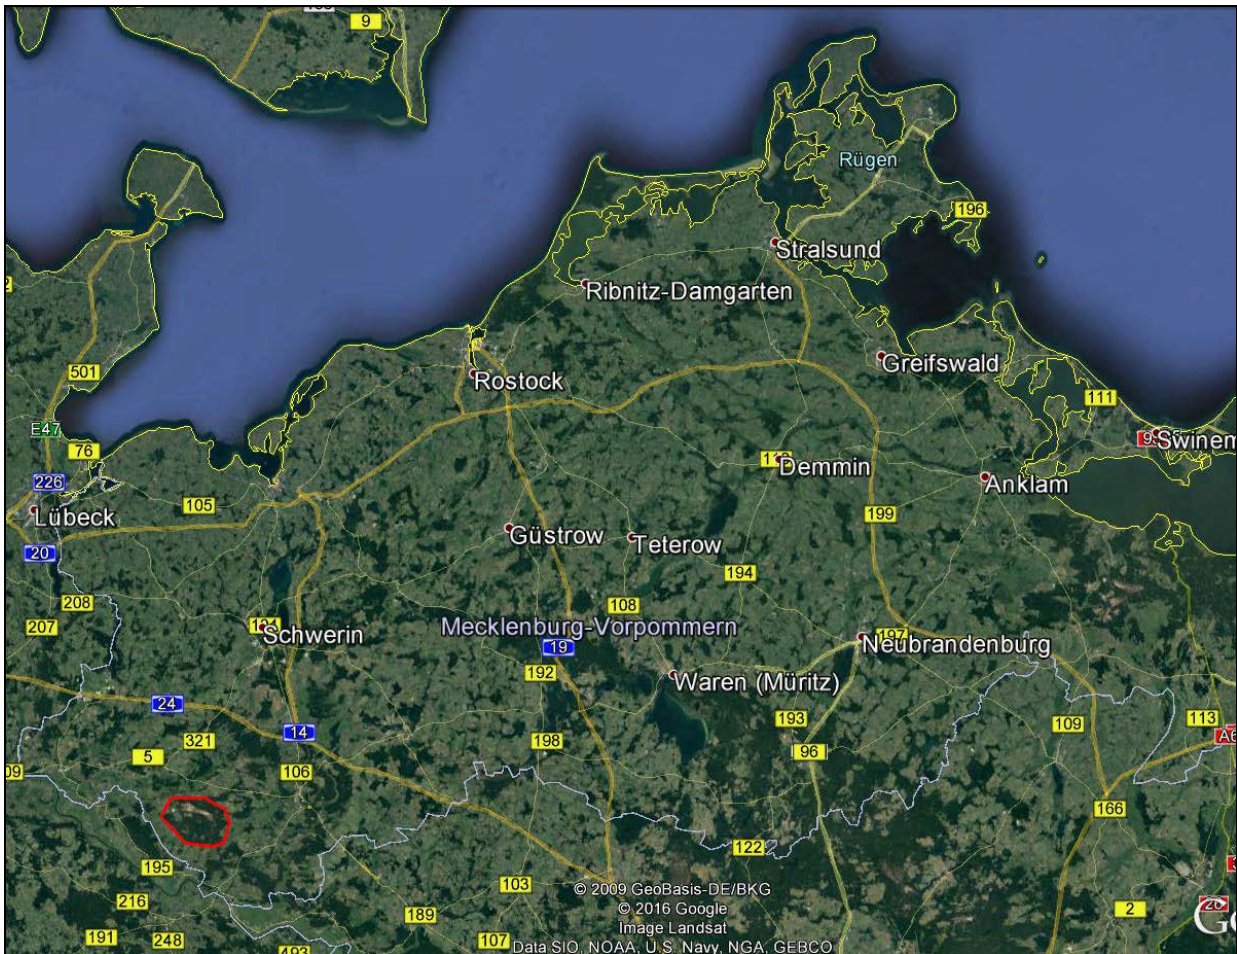 9
Rügen
196
Stralsund
Ribnitz-Damgarten
Greifswald
501
Rostock
111
E47
76
Swinem
226
Demmin
Anklam
105
Lübeck
199
Güstrow
Teterow
20
194
208
108
207
Schwerin
Mecklenburg-Vorpommern
197
Neubrandenburg
19
192
Waren (Müritz)
24
193
113
109
14
321
198
96
5
106
09
166
122
195
103
© 2009 GeoBasis-DE/BKG
216
© 2016 Google
2
189
Image Landsat
191
248
107
Data SIO, NOAA, U.S. Navy, NGA, GEBCO